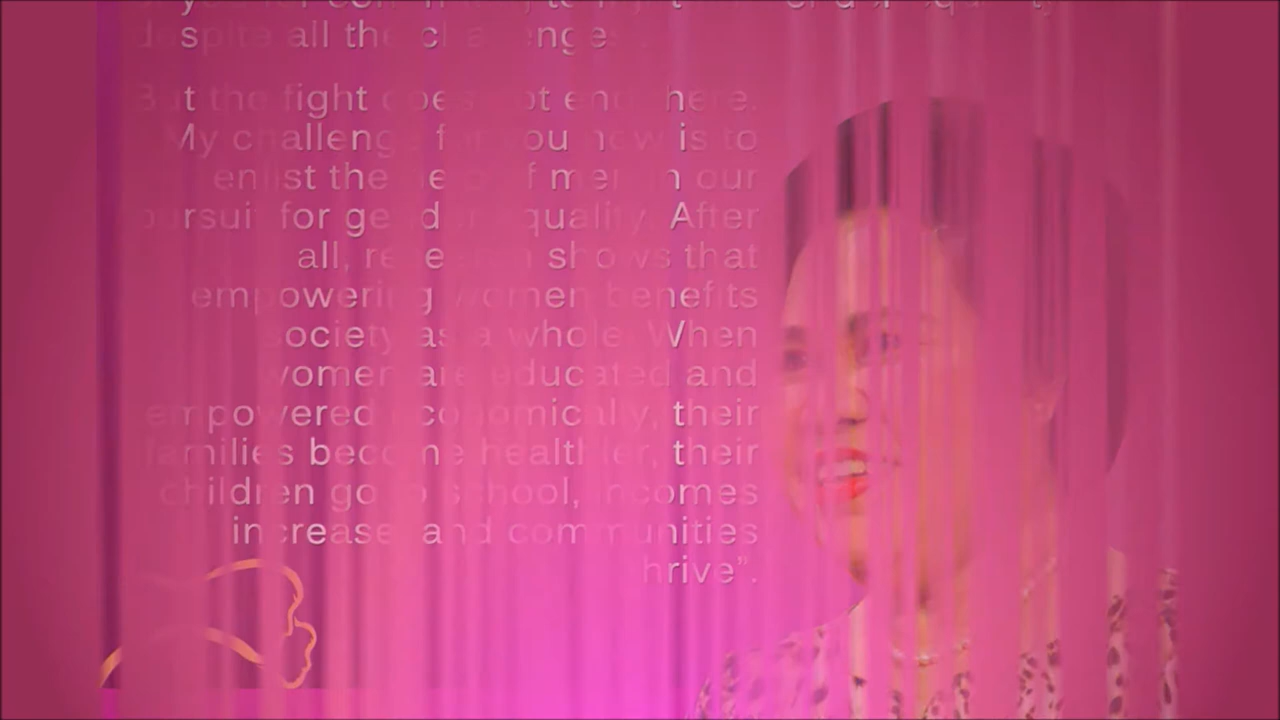 despite all the challenges.
But the fight does not end here.
My challenge for you now is to
enlist the help of men in our
pursuit for gender equality. After
all, research shows that
empowering women benefits
society as a whole. When
women are educated and
empowered economically, their
families become healthier, their
children go to school, incomes
increase and communities
thrive”.